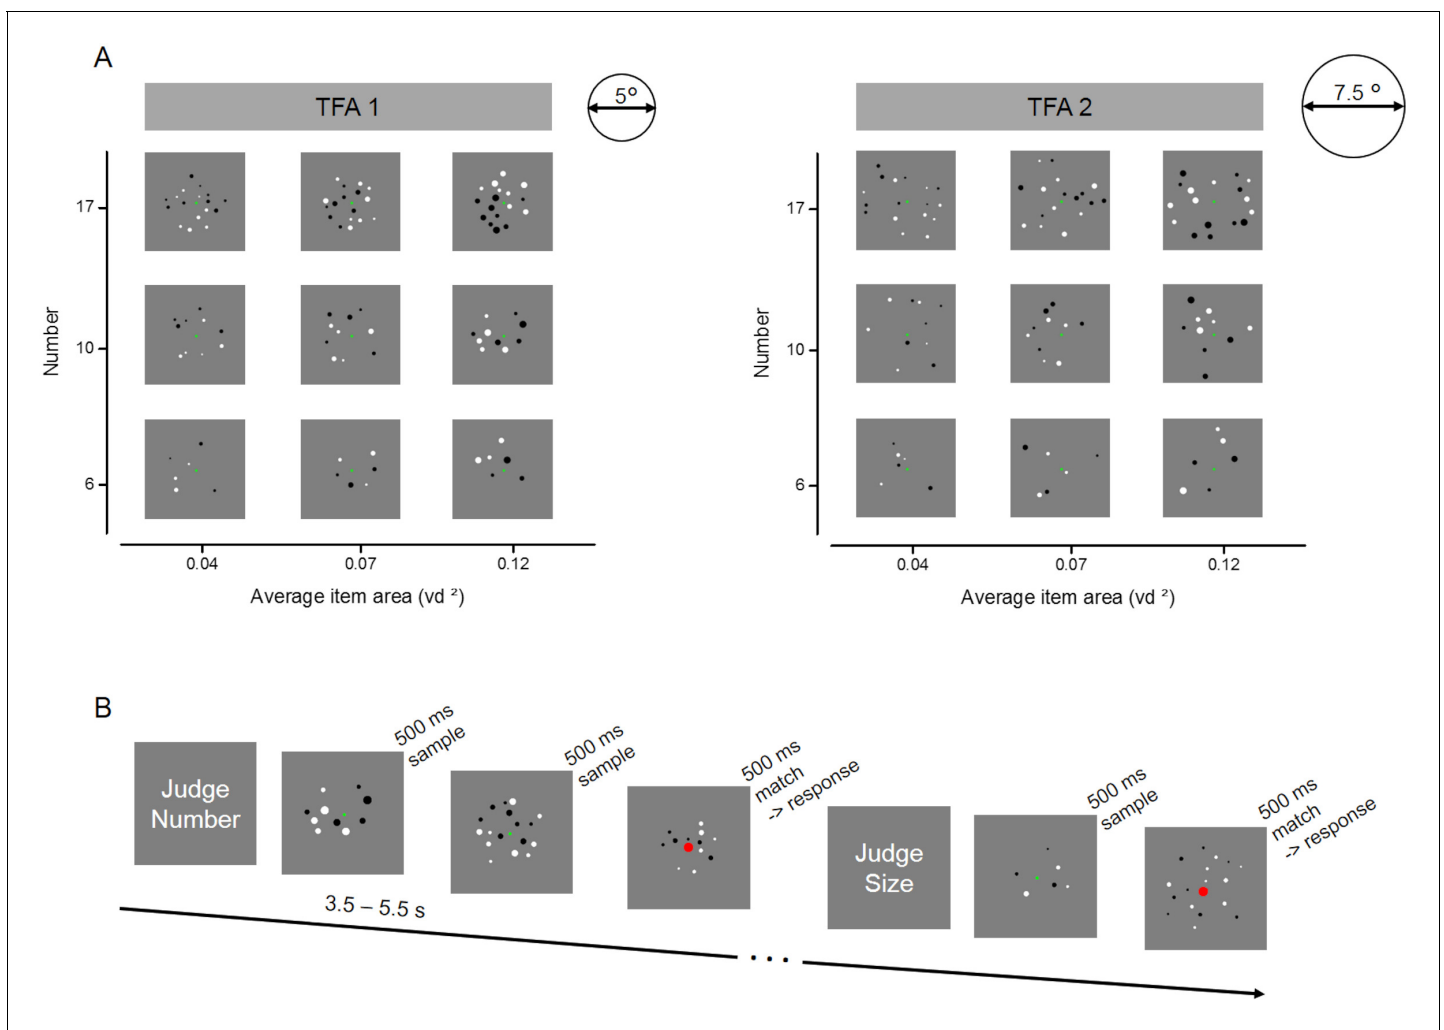 A
TFA 1
5°
TFA 2
7.5 °
Number
17
10
6
0.04
0.07
0.12
Average item area (vd ²)
Number
17
10
6
0.04
0.07
0.12
Average item area (vd ²)
B
Judge
Number
500 ms
sample
500 ms
sample
500 ms
match
-> response
Judge
Size
500 ms
sample
500 ms
match
-> response
3.5 – 5.5 s
. . .